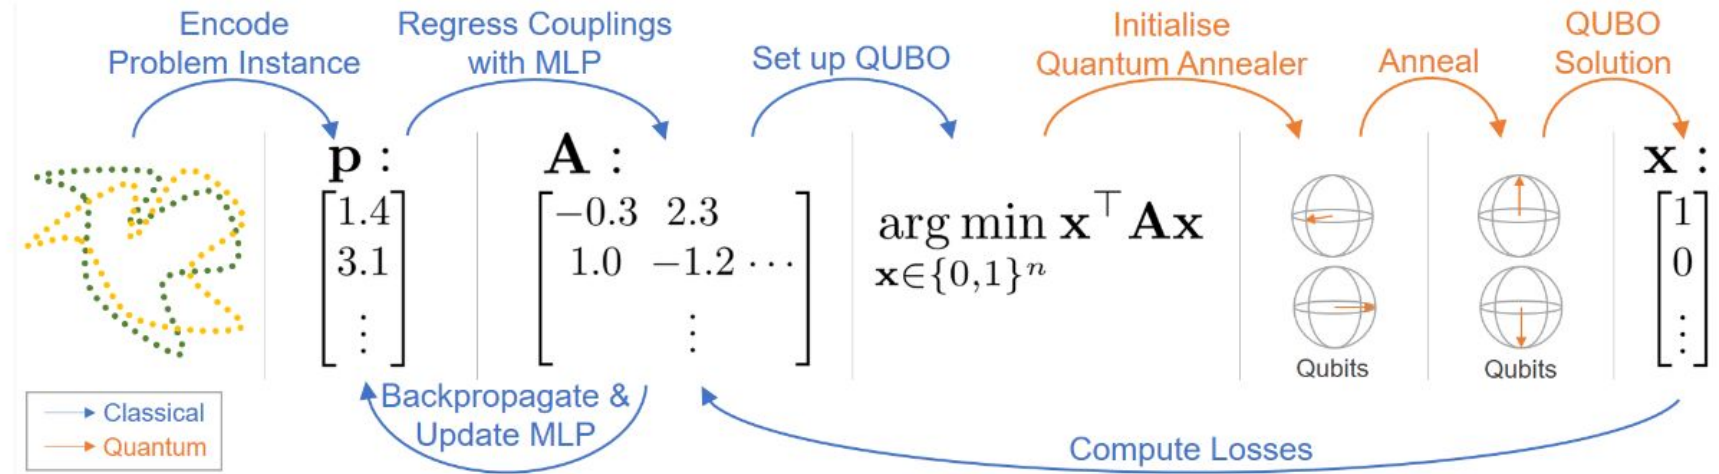 Encode
Problem Instance
Regress Couplings
with MLP
Set up QUBO
Initialise
Quantum Annealer
Anneal
QUBO
Solution
p :
1.4
3.1
⋮
A :
−0.3 2.3
1.0 −1.2 ⋯
⋮
arg min x⊤Ax
x∈{0,1}ⁿ
Qubits
Qubits
x :
1
0
⋮
Backpropagate &
Update MLP
Compute Losses
Classical
Quantum